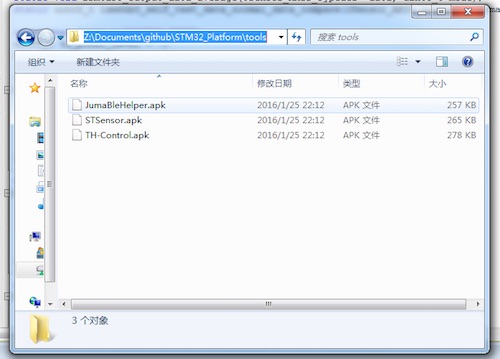 Z:\Documents\github\STM32_Platform\tools
搜索 tools
组织 新建文件夹
名称 修改日期 类型 大小
JumaBleHelper.apk 2016/1/25 22:12 APK 文件 257 KB
STSensor.apk 2016/1/25 22:12 APK 文件 265 KB
TH-Control.apk 2016/1/25 22:12 APK 文件 278 KB
3 个对象